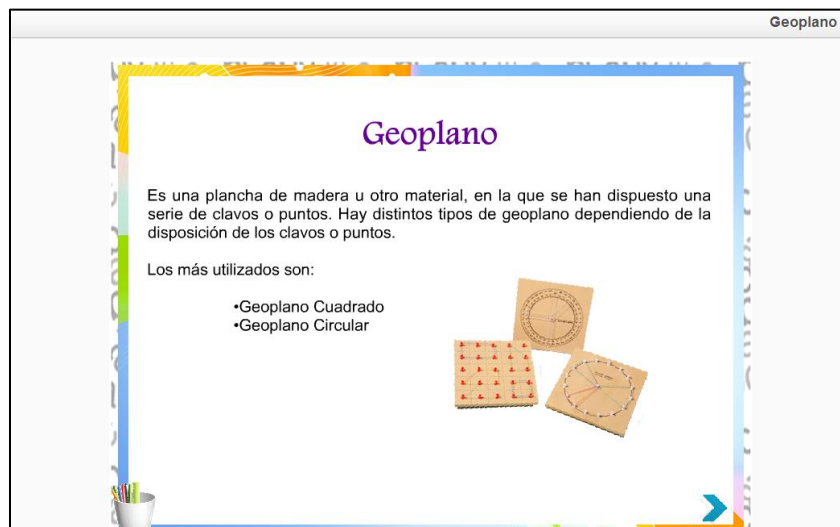 Geoplano
Geoplano
Es una plancha de madera u otro material, en la que se han dispuesto una
serie de clavos o puntos. Hay distintos tipos de geoplano dependiendo de la
disposición de los clavos o puntos.
Los más utilizados son:
•Geoplano Cuadrado
•Geoplano Circular